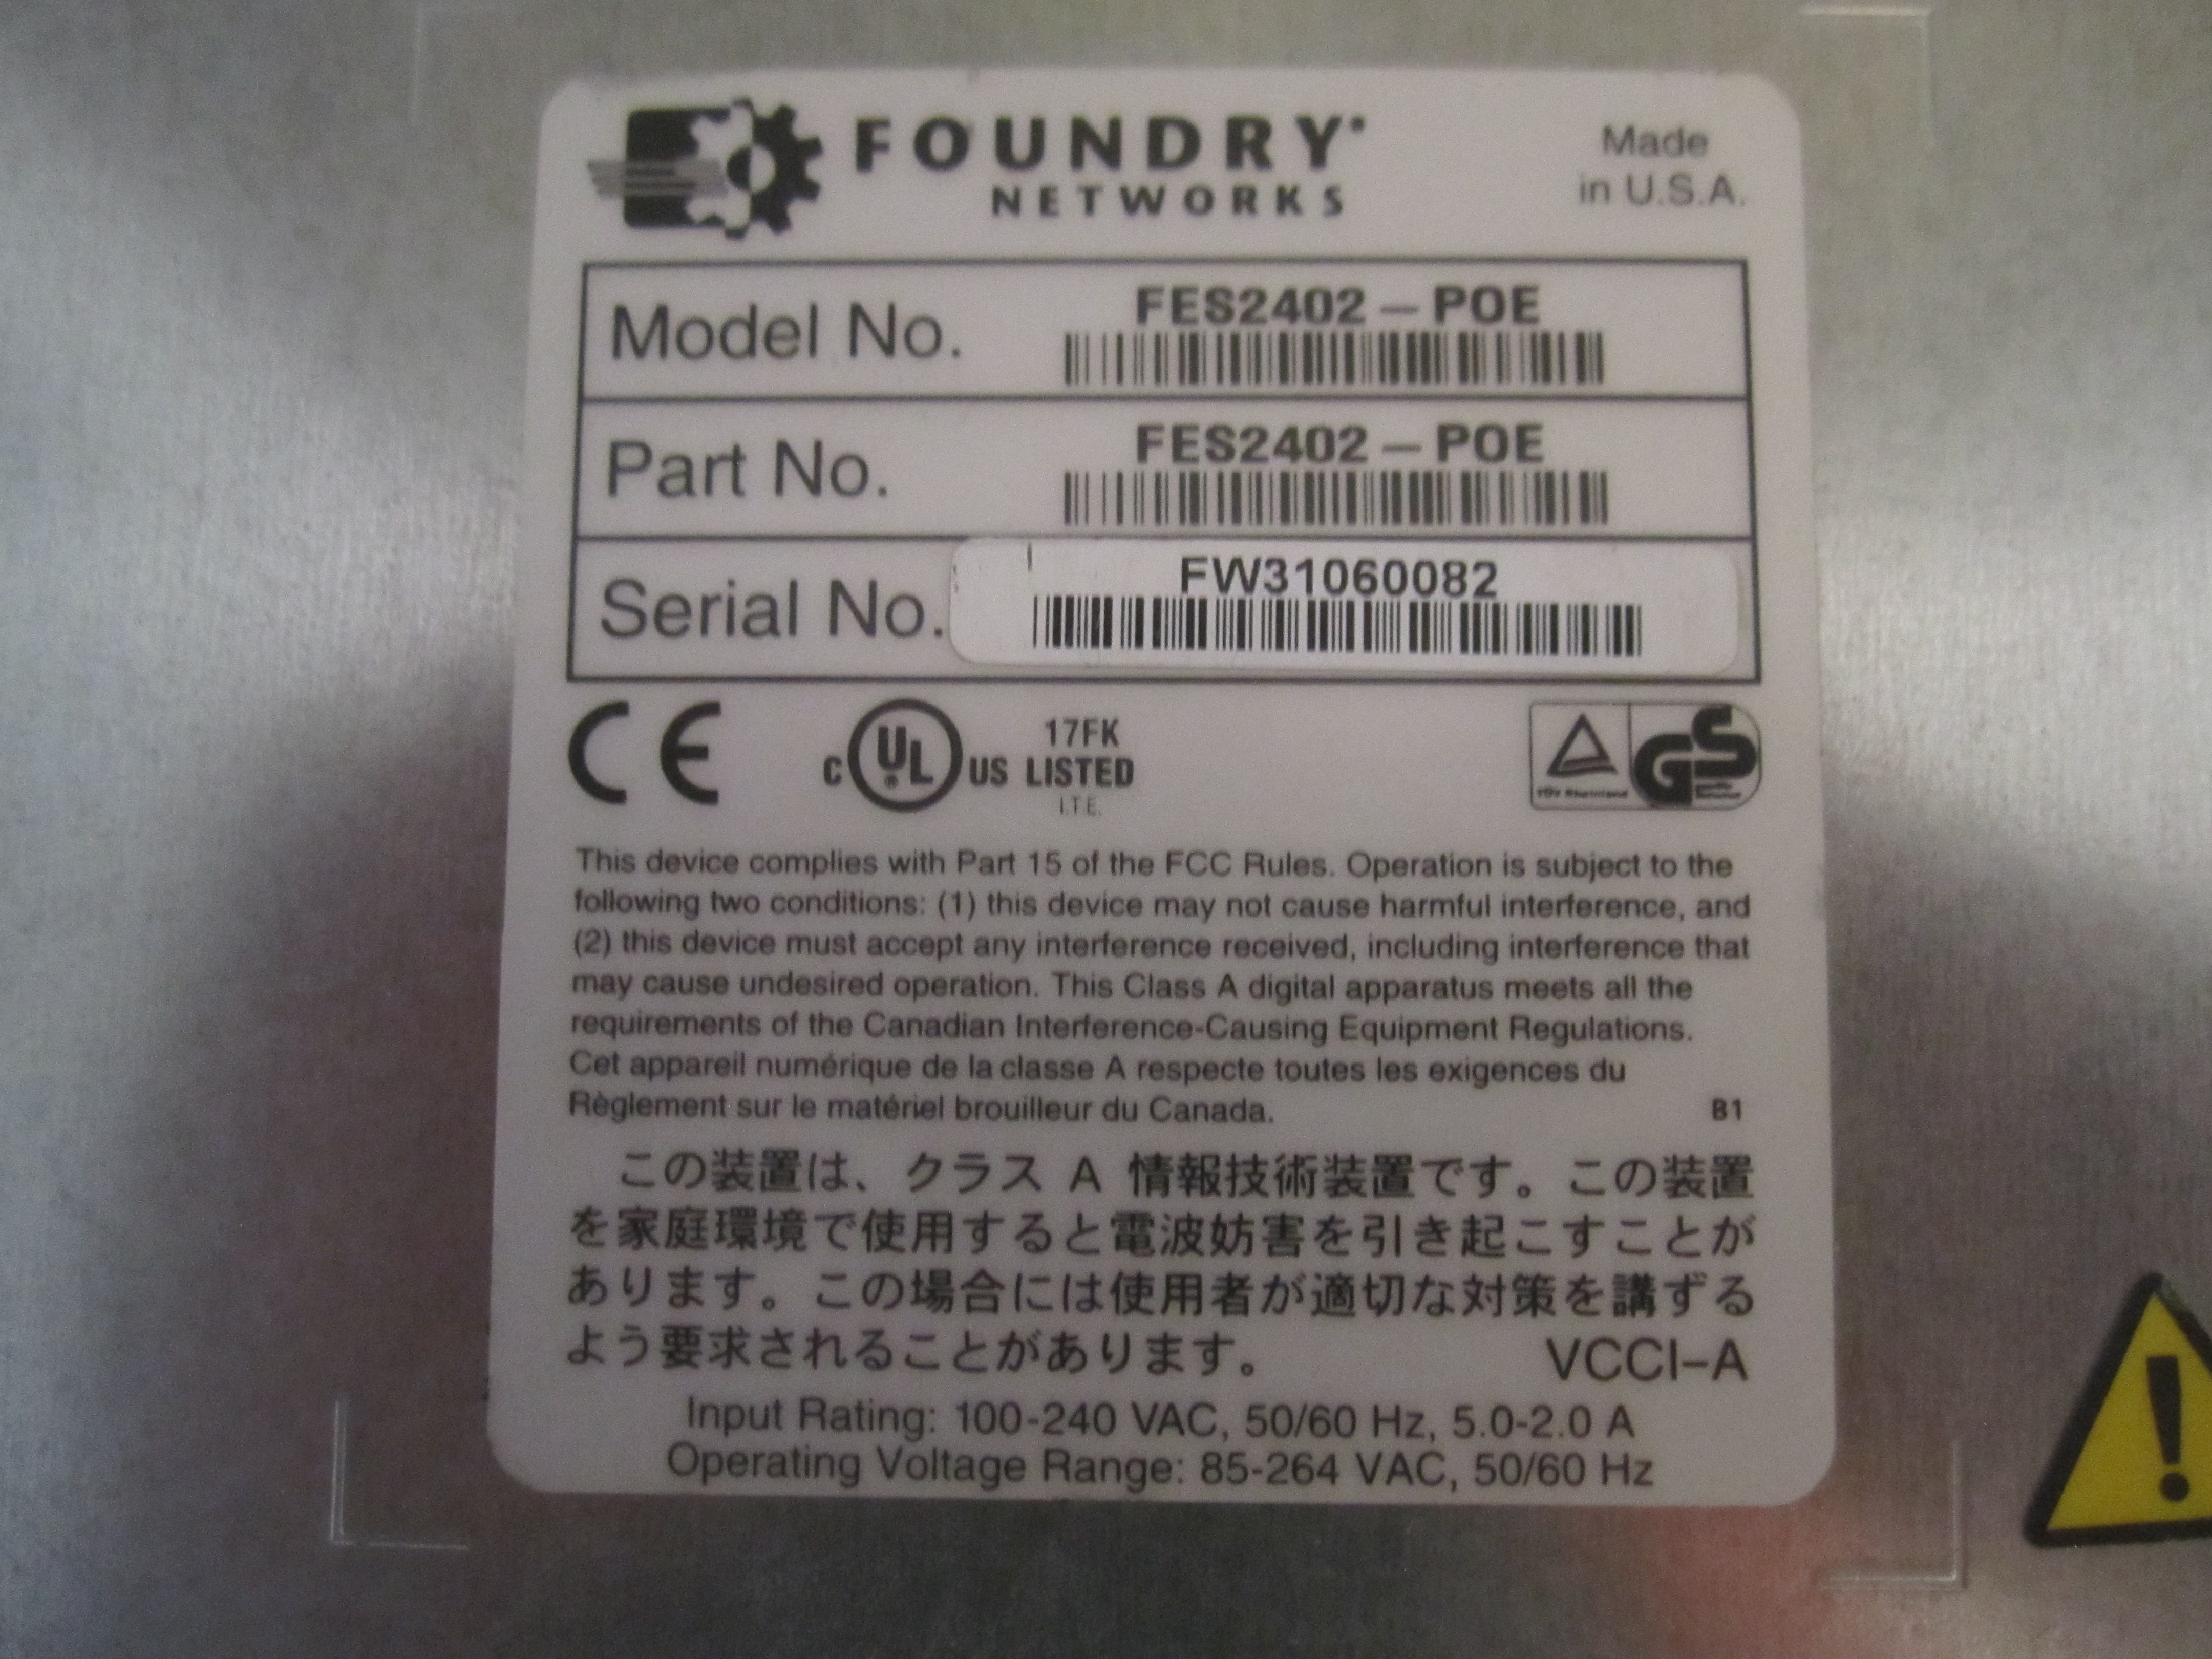 FOUNDRY
NETWORKS
Made
in U.S.A.
Model No.
FES2402-POE
Part No.
FES2402-POE
Serial No.
FW31060082
CE
C UL® US
17FK
LISTED
I.T.E.
TÜV Rheinland
GS
This device complies with Part 15 of the FCC Rules. Operation is subject to the
following two conditions: (1) this device may not cause harmful interference, and
(2) this device must accept any interference received, including interference that
may cause undesired operation. This Class A digital apparatus meets all the
requirements of the Canadian Interference-Causing Equipment Regulations.
Cet appareil numérique de la classe A respecte toutes les exigences du
Règlement sur le matériel brouilleur du Canada. B1
この装置は、クラス A 情報技術装置です。この装置
を家庭環境で使用すると電波妨害を引き起こすことが
あります。この場合には使用者が適切な対策を講ずる
よう要求されることがあります。 VCCI-A
Input Rating: 100-240 VAC, 50/60 Hz, 5.0-2.0 A
Operating Voltage Range: 85-264 VAC, 50/60 Hz
!